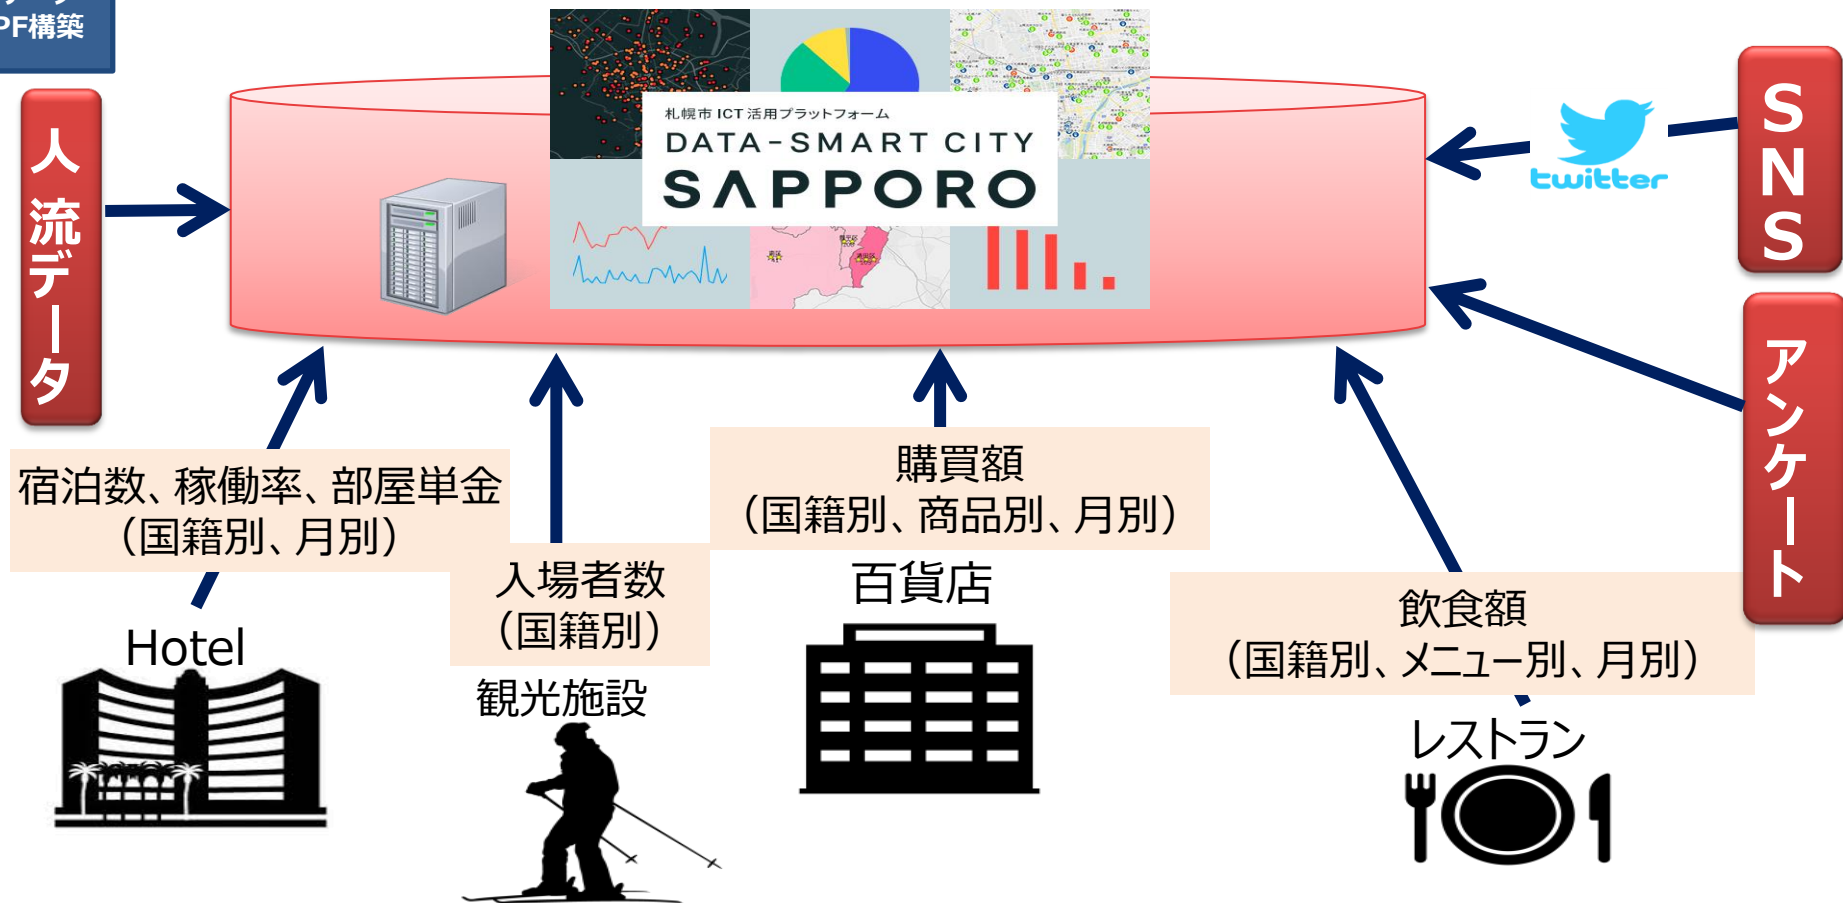 PF構築
人流データ
札幌市 ICT 活用プラットフォーム
DATA-SMART CITY
SAPPORO
twitter
SNS
アンケート
宿泊数、稼働率、部屋単金
（国籍別、月別）
Hotel
入場者数
（国籍別）
観光施設
購買額
（国籍別、商品別、月別）
百貨店
飲食額
（国籍別、メニュー別、月別）
レストラン